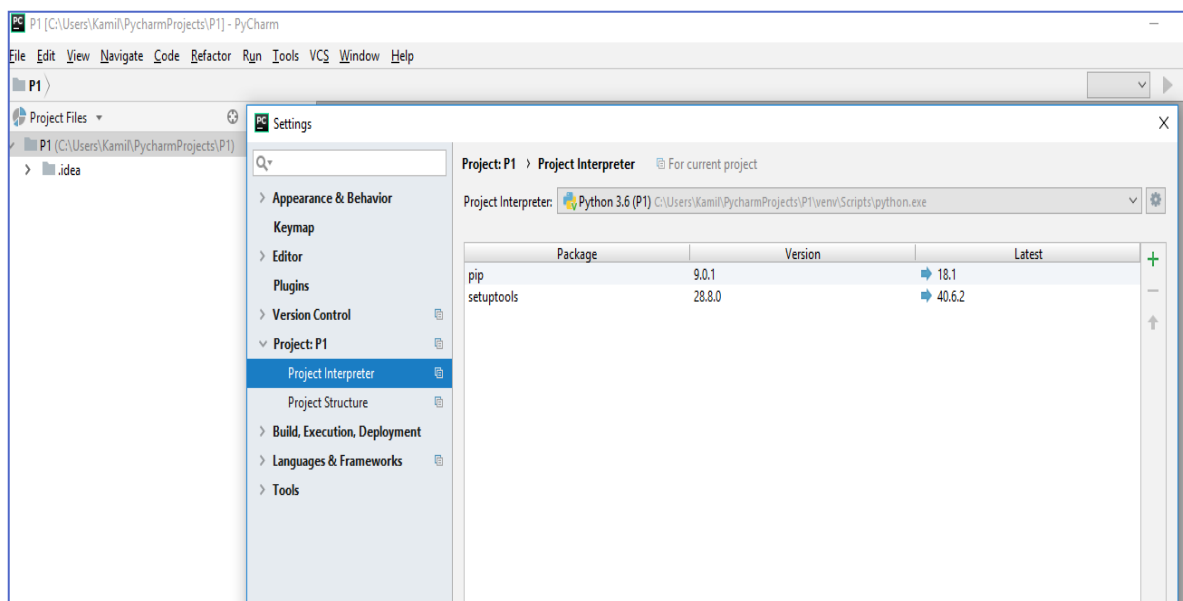 P1 [C:\Users\Kamil\PycharmProjects\P1] - PyCharm
File Edit View Navigate Code Refactor Run Tools VCS Window Help
P1
Project Files
P1 (C:\Users\Kamil\PycharmProjects\P1)
.idea
PC Settings
Appearance & Behavior
Keymap
Editor
Plugins
Version Control
Project: P1
Project Interpreter
Project Structure
Build, Execution, Deployment
Languages & Frameworks
Tools
Project: P1 › Project Interpreter For current project
Project Interpreter: Python 3.6 (P1) C:\Users\Kamil\PycharmProjects\P1\venv\Scripts\python.exe
Package Version Latest
pip 9.0.1 18.1
setuptools 28.8.0 40.6.2